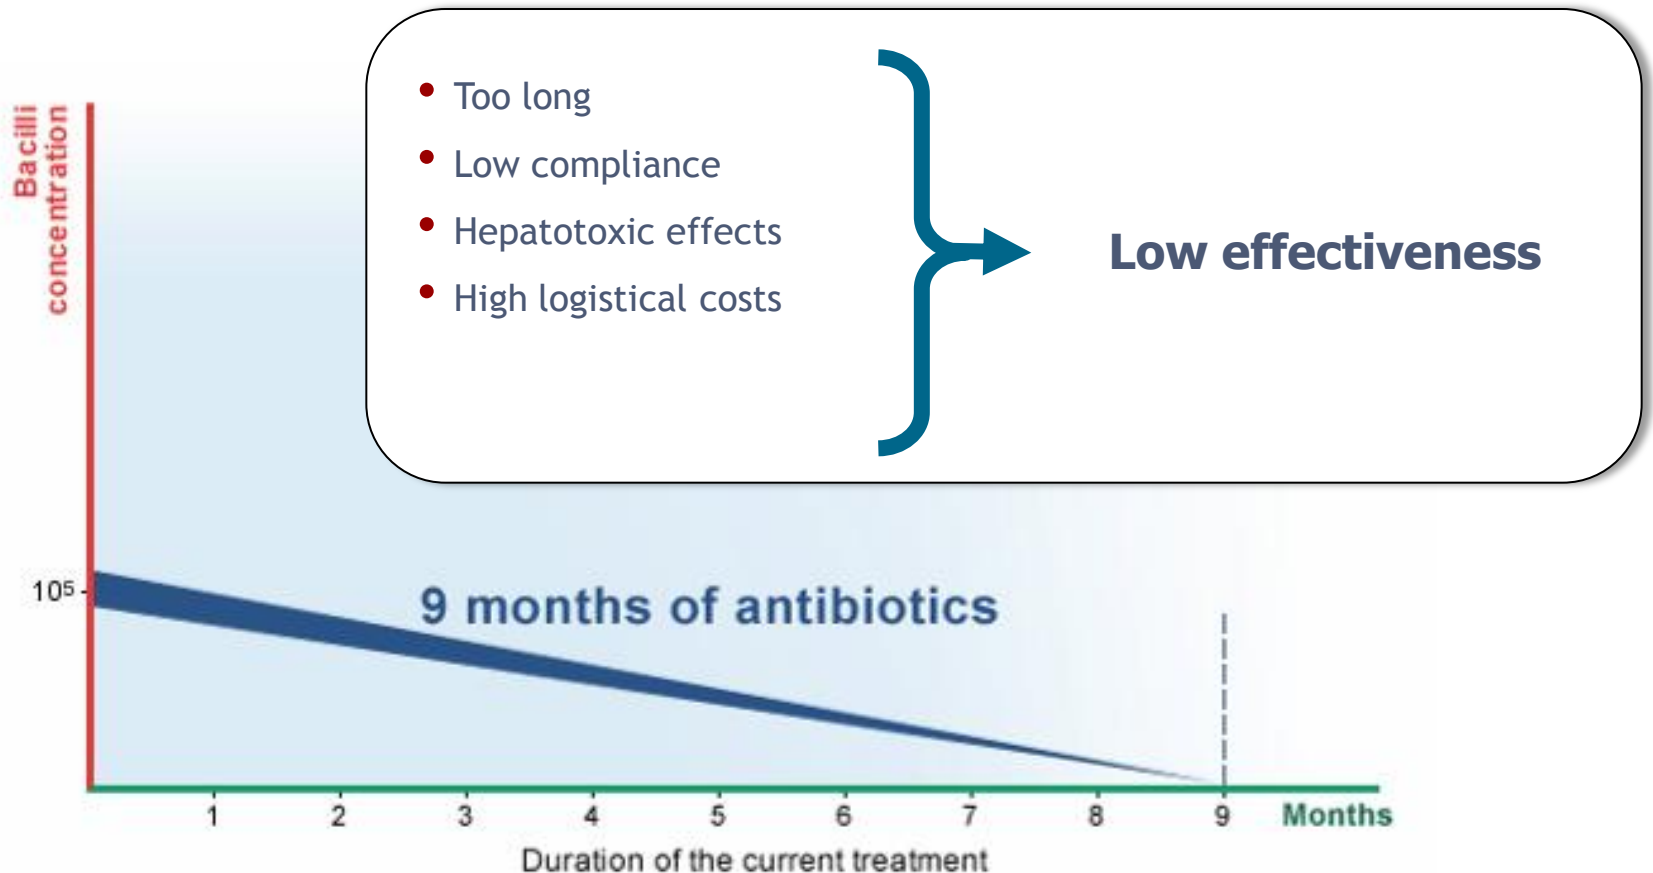 • Too long
• Low compliance
• Hepatotoxic effects
• High logistical costs
Low effectiveness
Bacilli
concentration
10⁵
9 months of antibiotics
1 2 3 4 5 6 7 8 9 Months
Duration of the current treatment